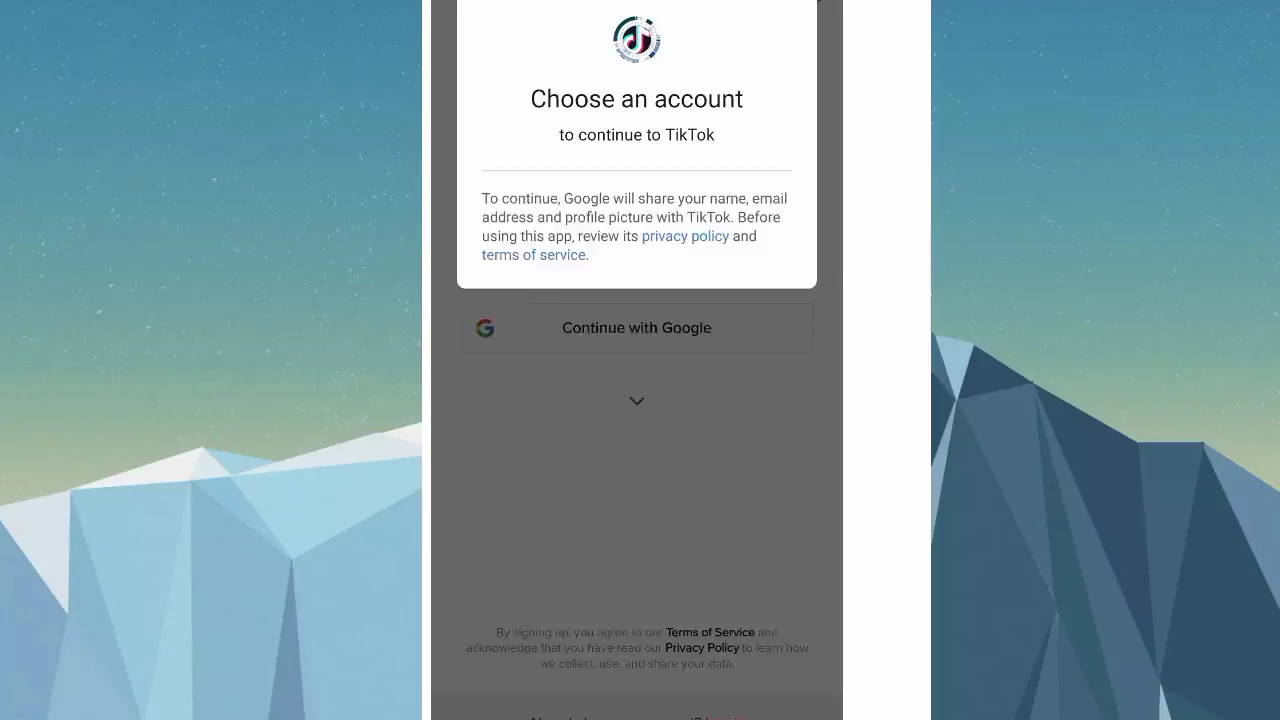 Choose an account
to continue to TikTok
To continue, Google will share your name, email
address and profile picture with TikTok. Before
using this app, review its privacy policy and
terms of service.
Continue with Google
By signing up, you agree to our Terms of Service and
acknowledge that you have read our Privacy Policy to learn how
we collect, use, and share your data.